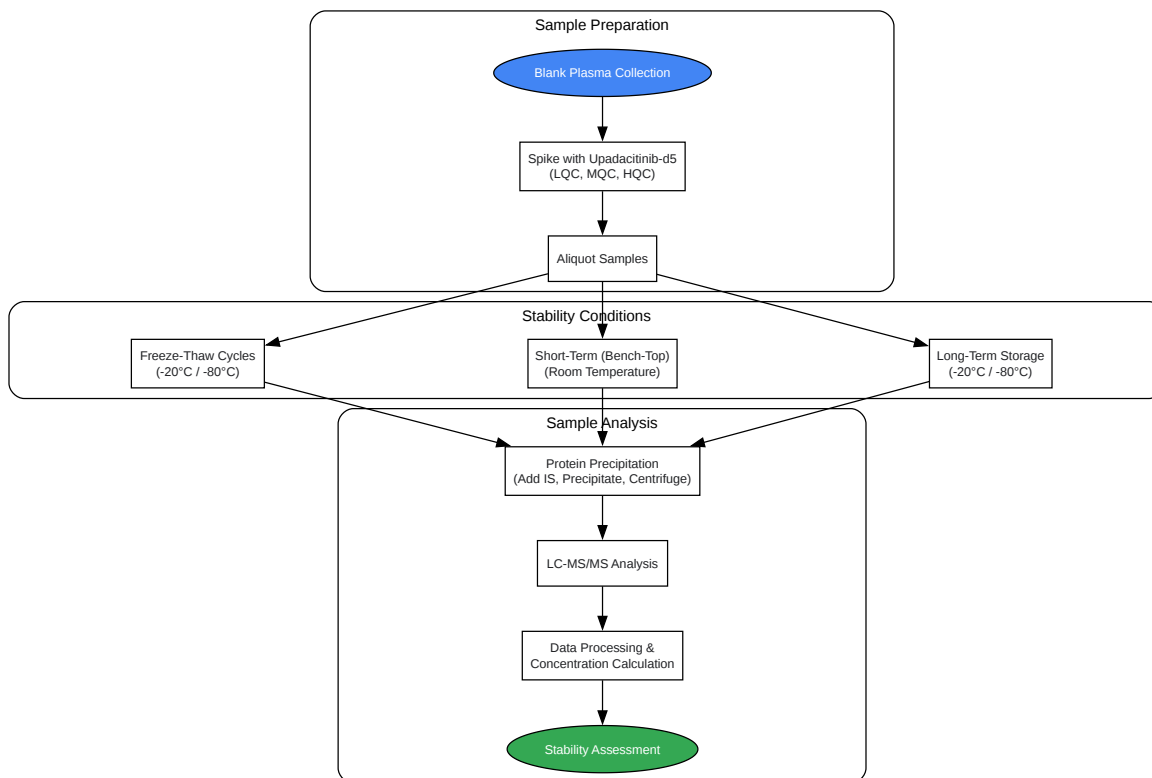 Sample Preparation
Blank Plasma Collection
Spike with Upadacitinib-d5
(LQC, MQC, HQC)
Aliquot Samples
Stability Conditions
Freeze-Thaw Cycles
(-20°C / -80°C)
Short-Term (Bench-Top)
(Room Temperature)
Long-Term Storage
(-20°C / -80°C)
Sample Analysis
Protein Precipitation
(Add IS, Precipitate, Centrifuge)
LC-MS/MS Analysis
Data Processing &
Concentration Calculation
Stability Assessment